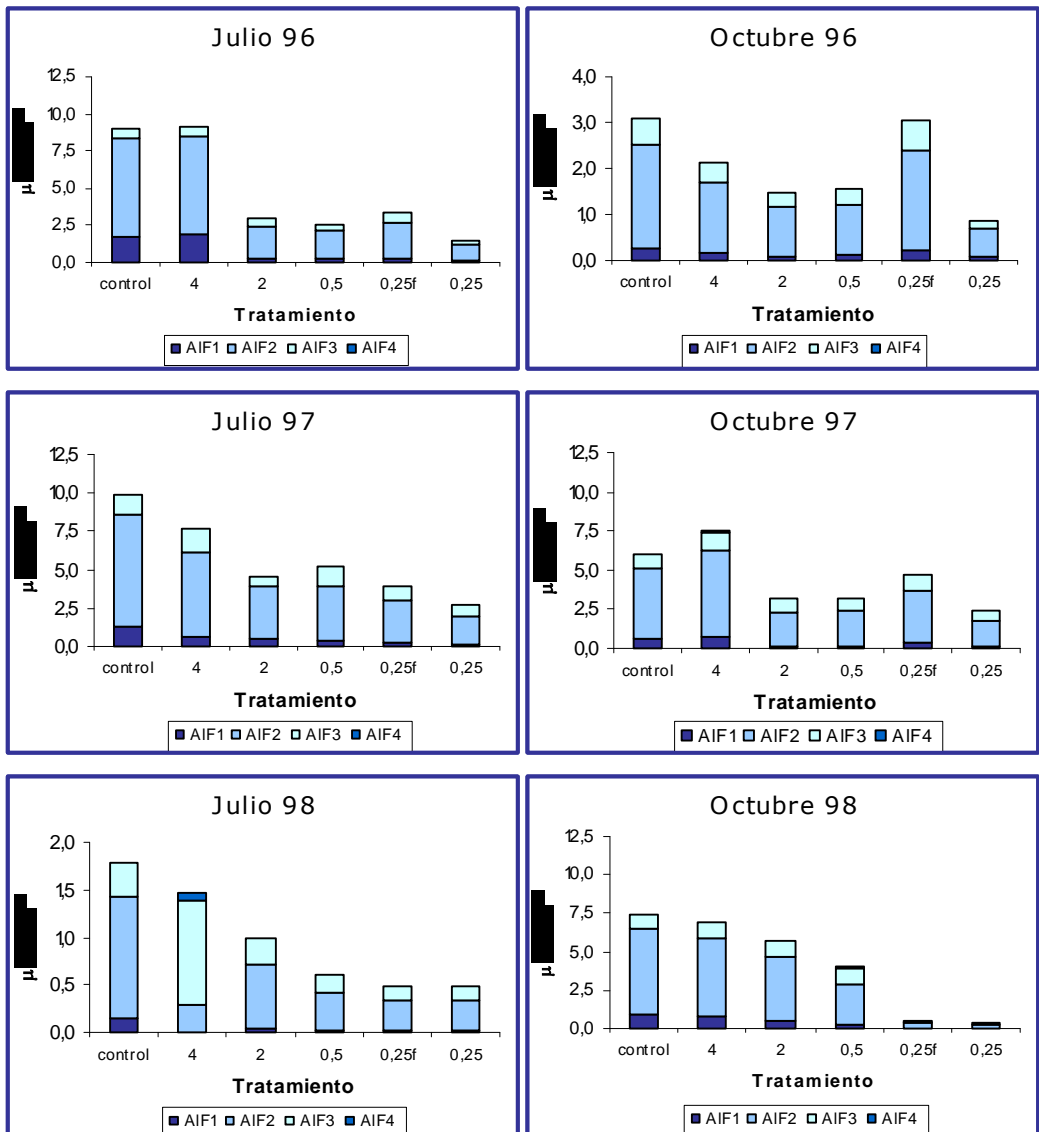 Julio 96
12,5
10,0
7,5
5,0
2,5
0,0
µ
control 4 2 0,5 0,25f 0,25
Tratamiento
AIF1 AIF2 AIF3 AIF4
Octubre 96
4,0
3,0
2,0
1,0
0,0
µ
control 4 2 0,5 0,25f 0,25
Tratamiento
AIF1 AIF2 AIF3 AIF4
Julio 97
12,5
10,0
7,5
5,0
2,5
0,0
µ
control 4 2 0,5 0,25f 0,25
Tratamiento
AIF1 AIF2 AIF3 AIF4
Octubre 97
12,5
10,0
7,5
5,0
2,5
0,0
µ
control 4 2 0,5 0,25f 0,25
Tratamiento
AIF1 AIF2 AIF3 AIF4
Julio 98
2,0
1,5
1,0
0,5
0,0
µ
control 4 2 0,5 0,25f 0,25
Tratamiento
AIF1 AIF2 AIF3 AIF4
Octubre 98
12,5
10,0
7,5
5,0
2,5
0,0
µ
control 4 2 0,5 0,25f 0,25
Tratamiento
AIF1 AIF2 AIF3 AIF4